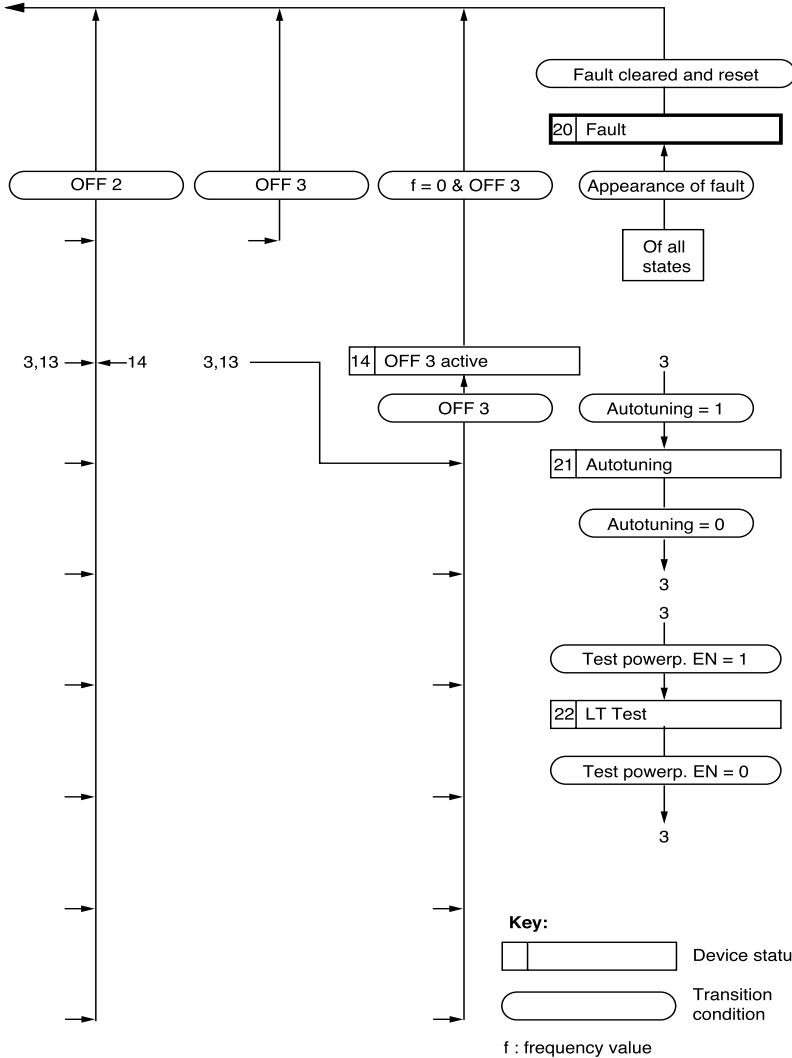 Fault cleared and reset
20 Fault
OFF 2
OFF 3
f = 0 & OFF 3
Appearance of fault
Of all
states
3,13
14
3,13
14 OFF 3 active
3
OFF 3
Autotuning = 1
21 Autotuning
Autotuning = 0
3
3
Test powerp. EN = 1
22 LT Test
Test powerp. EN = 0
3
Key:
Device statu
Transition
condition
f : frequency value